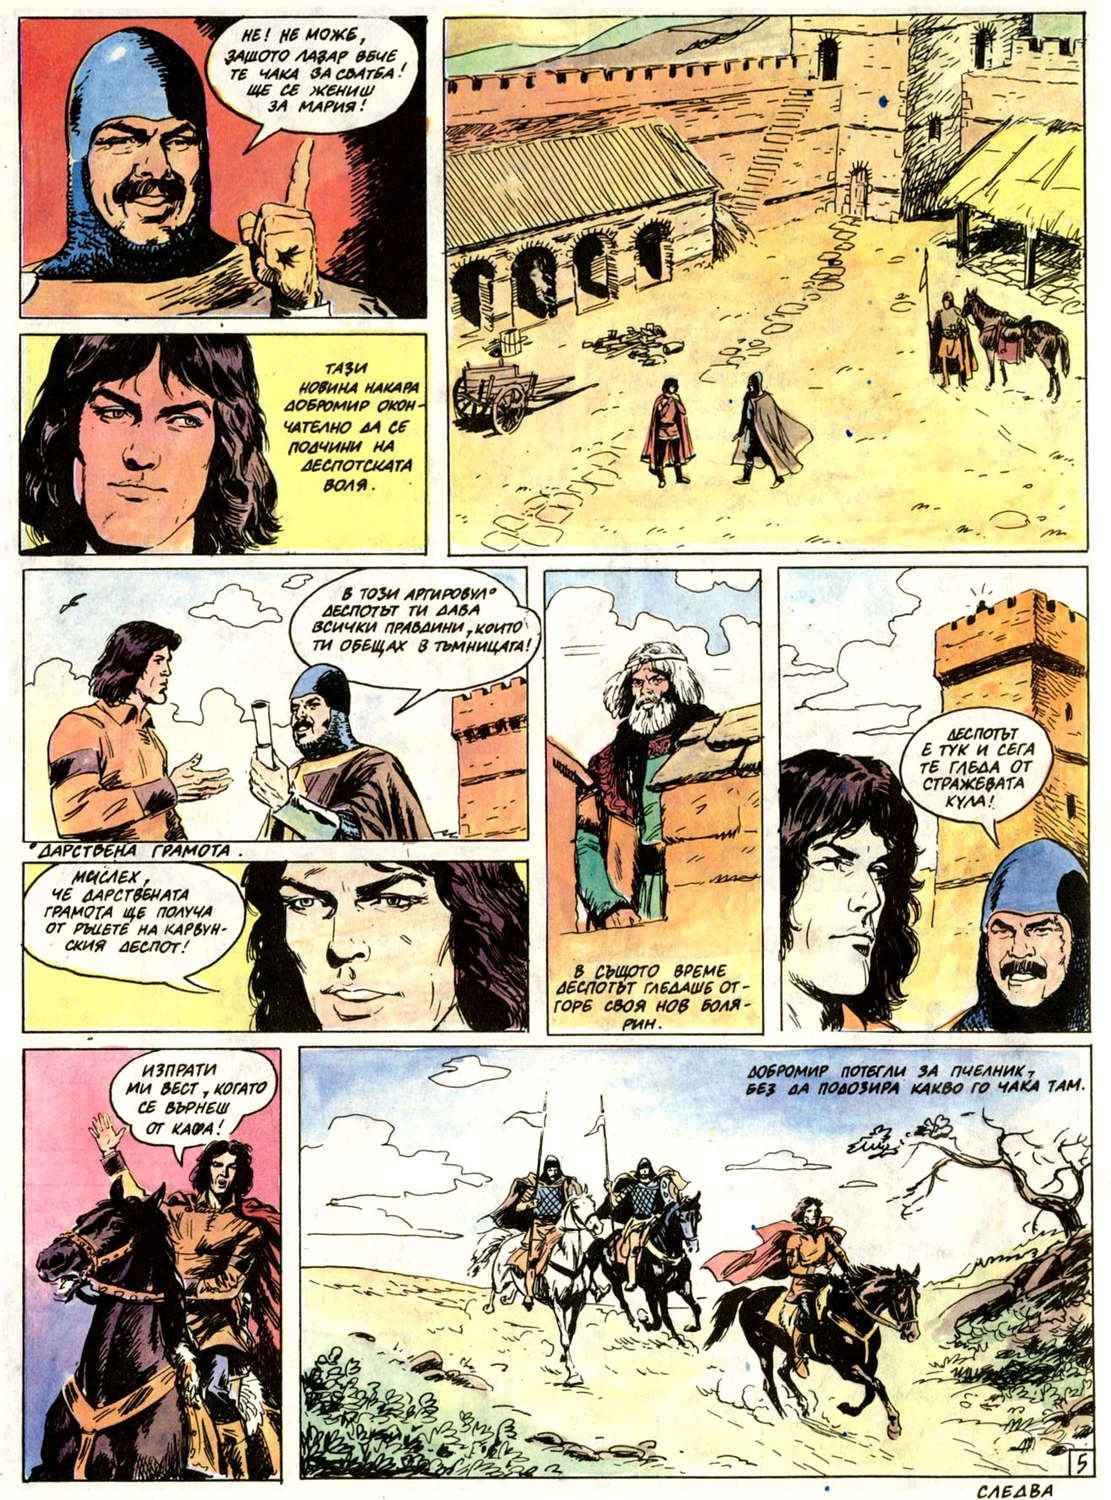 НЕ! НЕ МОЖЕ,
ЗАЩОТО ЛАЗАР ВЕЧЕ
ТЕ ЧАКА ЗА СВАТБА!
ЩЕ СЕ ЖЕНИШ
ЗА МАРИЯ!
ТАЗИ
НОВИНА НАКАРА
ДОБРОМИР ОКОН-
ЧАТЕЛНО ДА СЕ
ПОДЧИНИ НА
ДЕСПОТСКАТА
ВОЛЯ.
В ТОЗИ АРГИРОВУЛ°
ДЕСПОТЪТ ТИ ДАВА
ВСИЧКИ ПРАВДИНИ, КОИТО
ТИ ОБЕЩАХ В ТЪМНИЦАТА!
°ДАРСТВЕНА ГРАМОТА.
МИСЛЕХ,
ЧЕ ДАРСТВЕНАТА
ГРАМОТА ЩЕ ПОЛУЧА
ОТ РЪЦЕТЕ НА КАРВУН-
СКИЯ ДЕСПОТ!
В СЪЩОТО ВРЕМЕ
ДЕСПОТЪТ ГЛЕДАШЕ ОТ-
ГОРЕ СВОЯ НОВ БОЛЯ-
РИН.
ДЕСПОТЪТ
Е ТУК И СЕГА
ТЕ ГЛЕДА ОТ
СТРАЖЕВАТА
КУЛА!
ИЗПРАТИ
МИ ВЕСТ, КОГАТО
СЕ ВЪРНЕШ
ОТ КАФА!
ДОБРОМИР ПОТЕГЛИ ЗА ПЧЕЛНИК,
БЕЗ ДА ПОДОЗИРА КАКВО ГО ЧАКА ТАМ.
5
СЛЕДВА